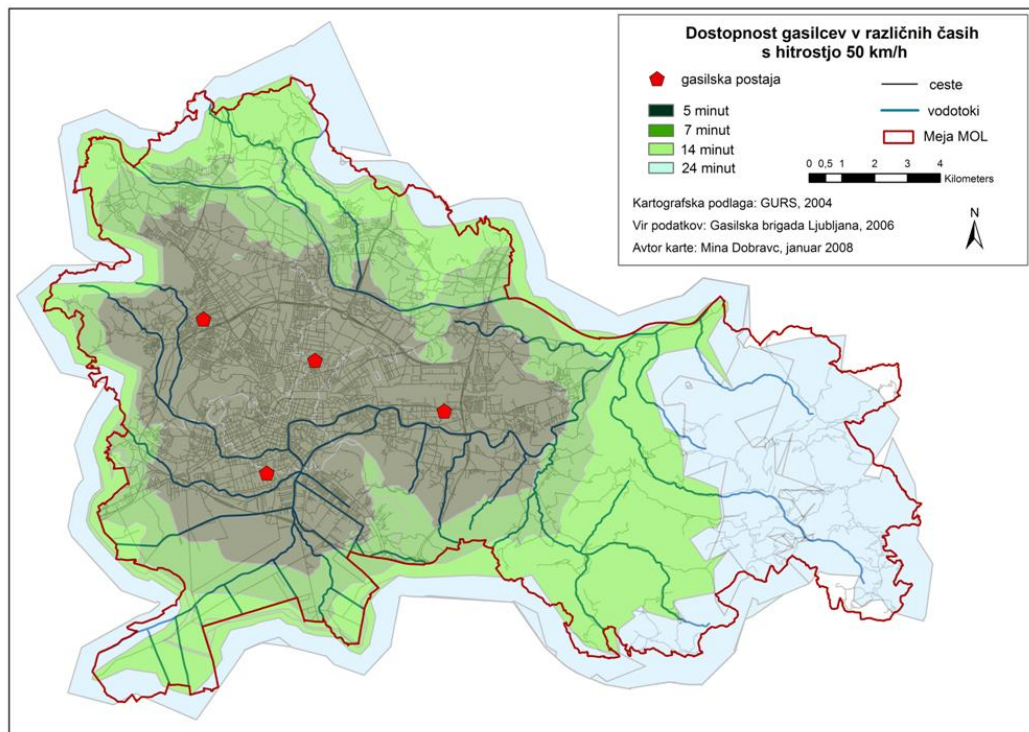 Dostopnost gasilcev v različnih časih
s hitrostjo 50 km/h
gasilska postaja
5 minut
7 minut
14 minut
24 minut
ceste
vodotoki
Meja MOL
0 0,5 1 2 3 4
Kilometers
Kartografska podlaga: GURS, 2004
Vir podatkov: Gasilska brigada Ljubljana, 2006
Avtor karte: Mina Dobravc, januar 2008
N